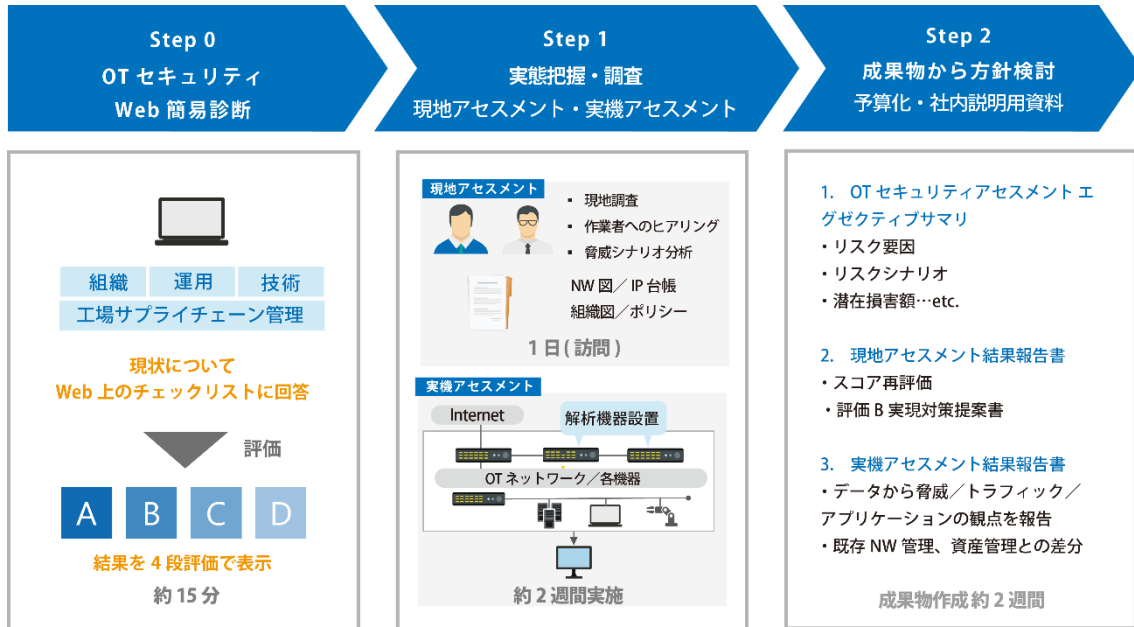 Step 0
OT セキュリティ
Web 簡易診断
Step 1
実態把握・調査
現地アセスメント・実機アセスメント
Step 2
成果物から方針検討
予算化・社内説明用資料
組織
運用
技術
工場サプライチェーン管理
現状について
Web 上のチェックリストに回答
評価
A
B
C
D
結果を 4 段評価で表示
約 15 分
現地アセスメント
▪ 現地調査
▪ 作業者へのヒアリング
▪ 脅威シナリオ分析
NW 図／ IP 台帳
組織図／ポリシー
1 日 ( 訪問 )
実機アセスメント
Internet
解析機器設置
OT ネットワーク／各機器
約 2 週間実施
1. OT セキュリティアセスメント エ
グゼクティブサマリ
・リスク要因
・リスクシナリオ
・潜在損害額…etc.
2. 現地アセスメント結果報告書
・スコア再評価
・評価 B 実現対策提案書
3. 実機アセスメント結果報告書
・データから脅威／トラフィック／
アプリケーションの観点を報告
・既存 NW 管理、資産管理との差分
成果物作成 約 2 週間